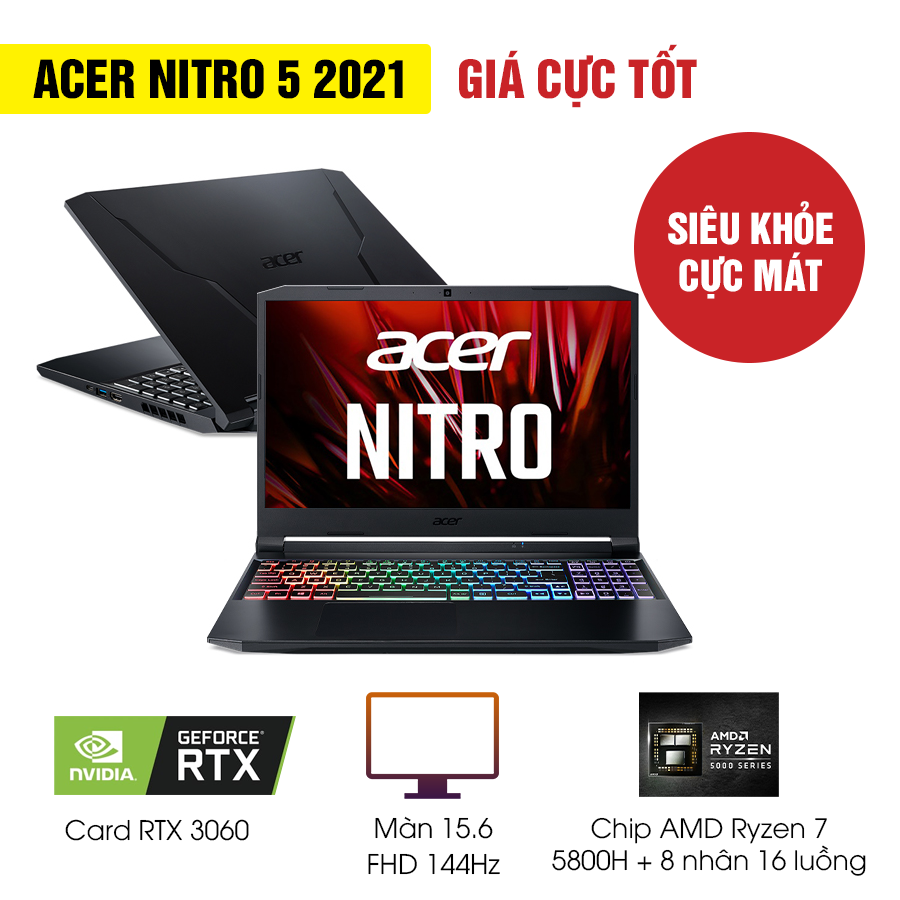 ACER NITRO 5 2021
GIÁ CỰC TỐT
SIÊU KHỎE
CỰC MÁT
acer
acer
NITRO
acer
NVIDIA.
GEFORCE®
RTX
AMD
RYZEN
5000 SERIES
Card RTX 3060
Màn 15.6
FHD 144Hz
Chip AMD Ryzen 7
5800H + 8 nhân 16 luồng